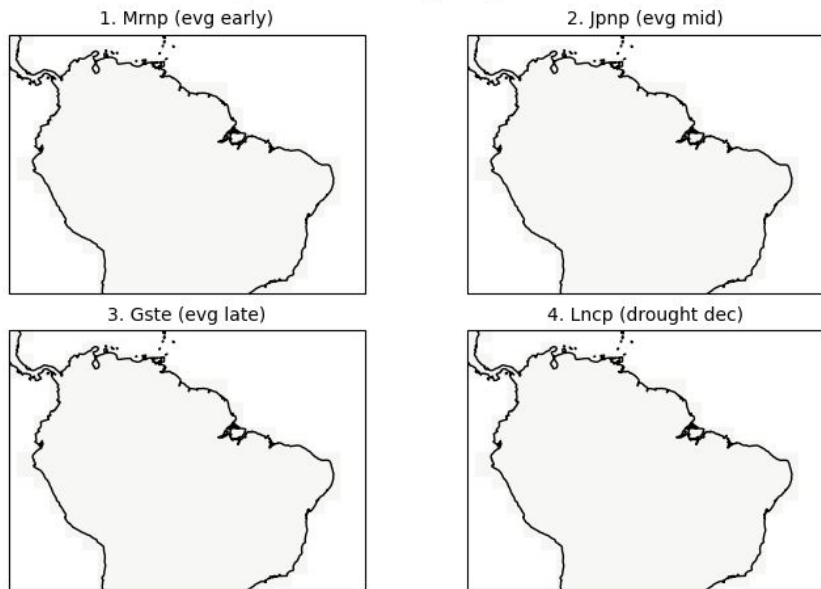 1. Mrnp (evg early)
2. Jpnp (evg mid)
3. Gste (evg late)
4. Lncp (drought dec)